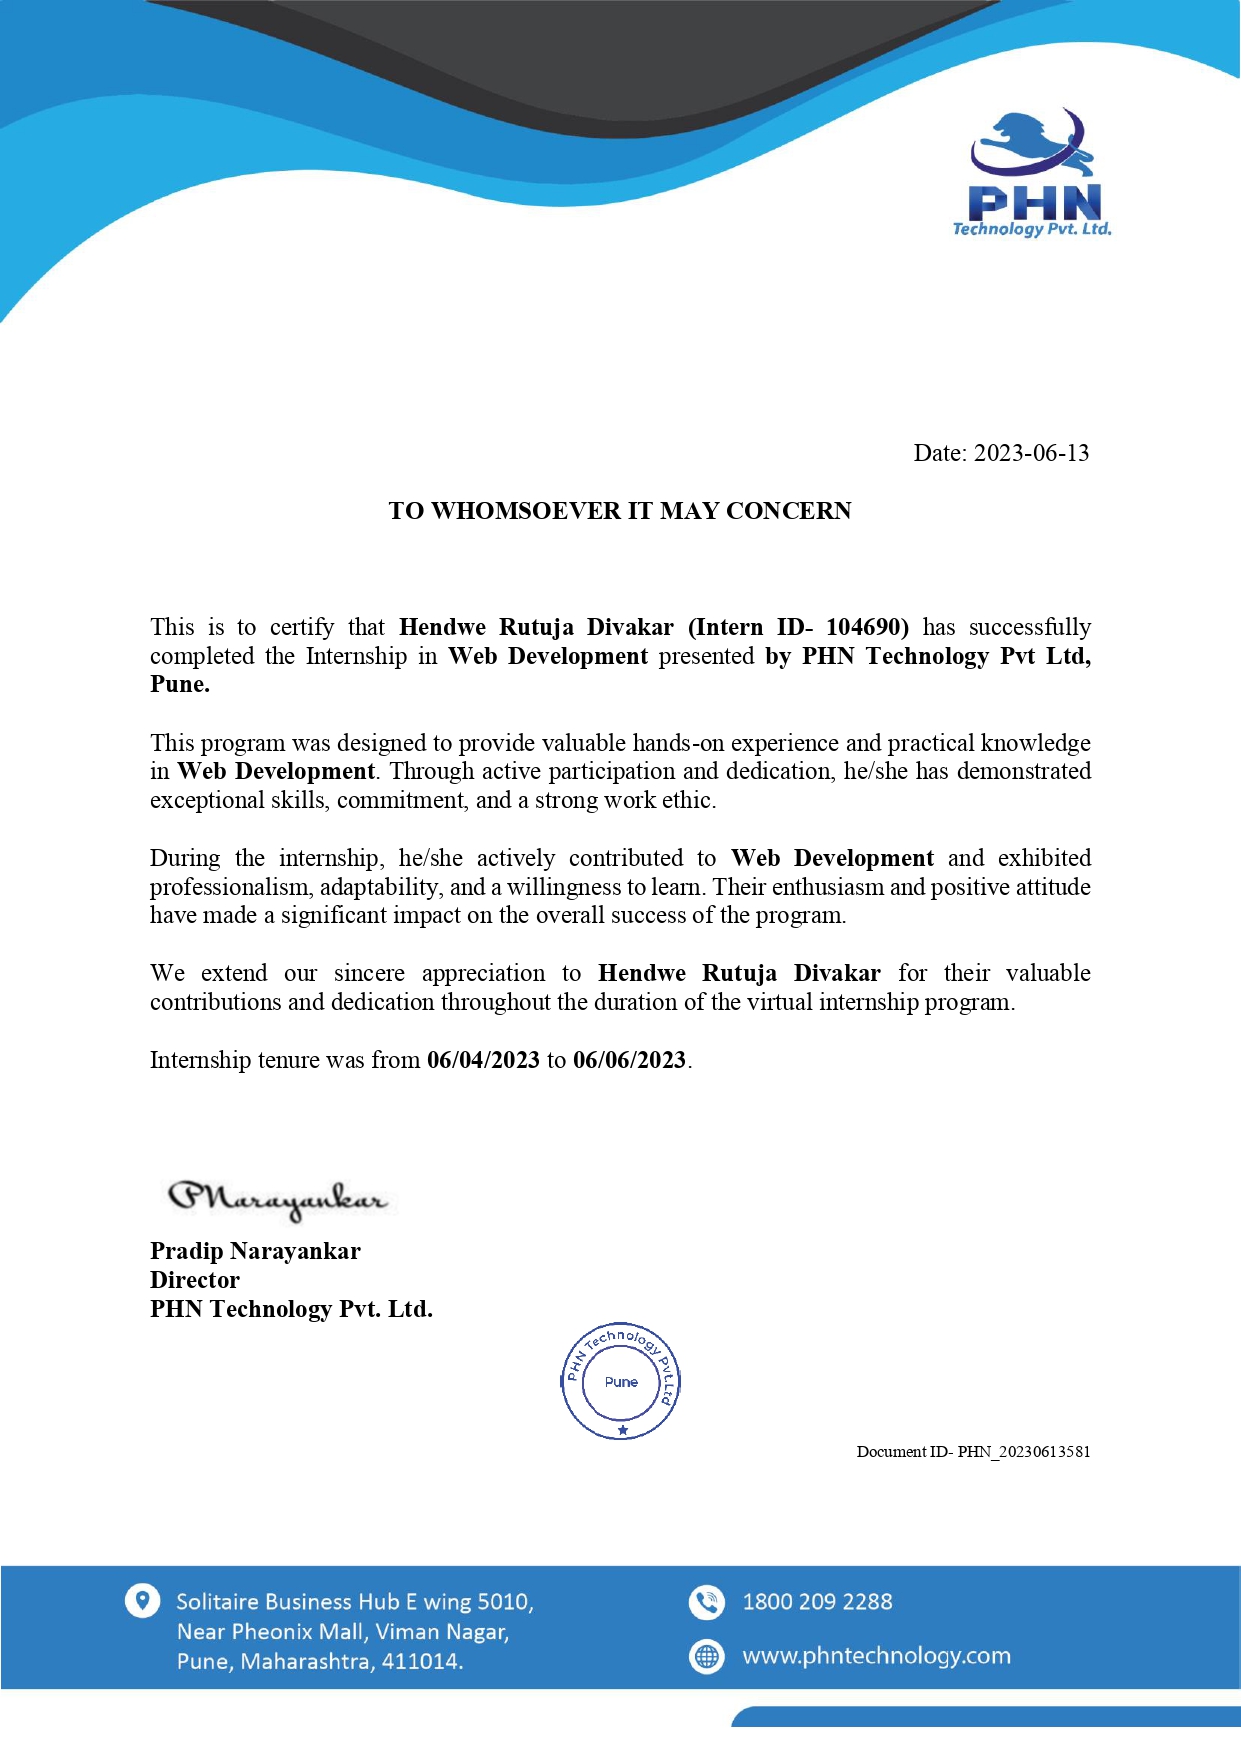 PHN
Technology Pvt. Ltd.
Date: 2023-06-13
TO WHOMSOEVER IT MAY CONCERN
This is to certify that Hendwe Rutuja Divakar (Intern ID- 104690) has successfully
completed the Internship in Web Development presented by PHN Technology Pvt Ltd,
Pune.
This program was designed to provide valuable hands-on experience and practical knowledge
in Web Development. Through active participation and dedication, he/she has demonstrated
exceptional skills, commitment, and a strong work ethic.
During the internship, he/she actively contributed to Web Development and exhibited
professionalism, adaptability, and a willingness to learn. Their enthusiasm and positive attitude
have made a significant impact on the overall success of the program.
We extend our sincere appreciation to Hendwe Rutuja Divakar for their valuable
contributions and dedication throughout the duration of the virtual internship program.
Internship tenure was from 06/04/2023 to 06/06/2023.
PNarayankar
Pradip Narayankar
Director
PHN Technology Pvt. Ltd.
PHN Technology Pvt.Ltd
Pune
Document ID- PHN_20230613581
Solitaire Business Hub E wing 5010,
Near Pheonix Mall, Viman Nagar,
Pune, Maharashtra, 411014.
1800 209 2288
www.phntechnology.com